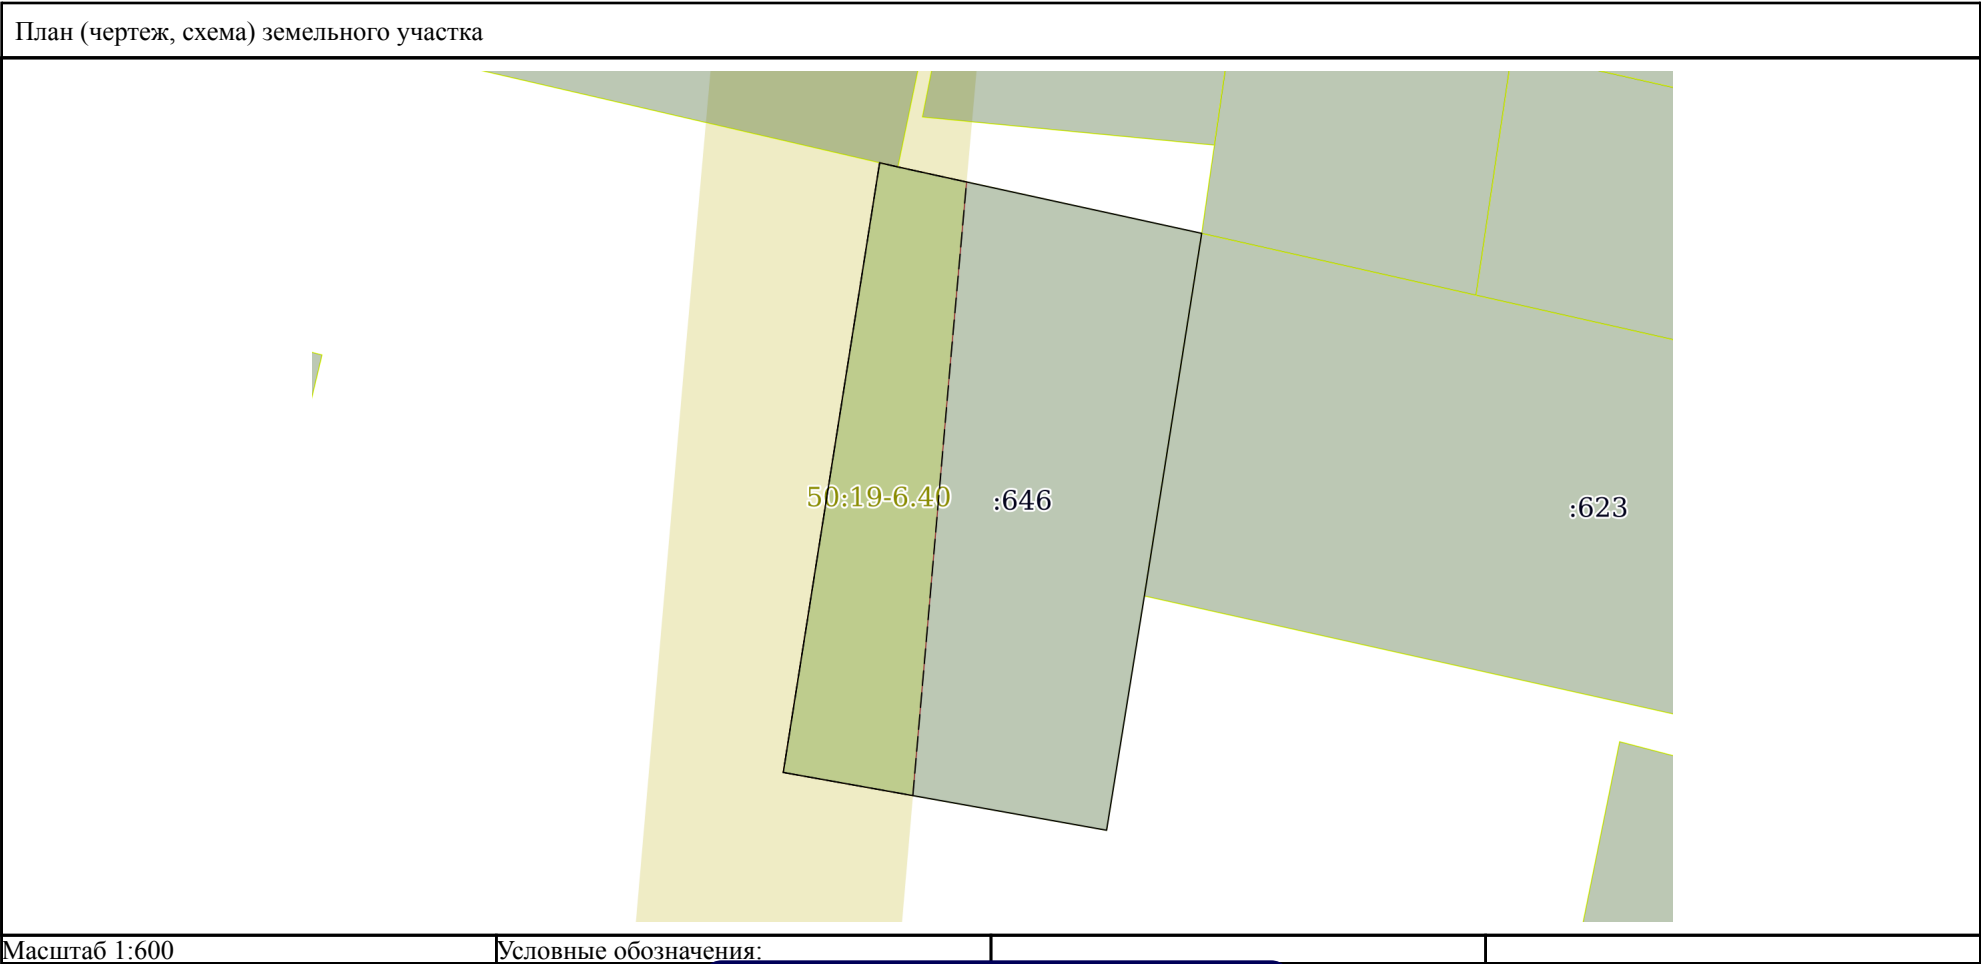 План (чертеж, схема) земельного участка
50:19-6.40 :646 :623
Масштаб 1:600 Условные обозначения: